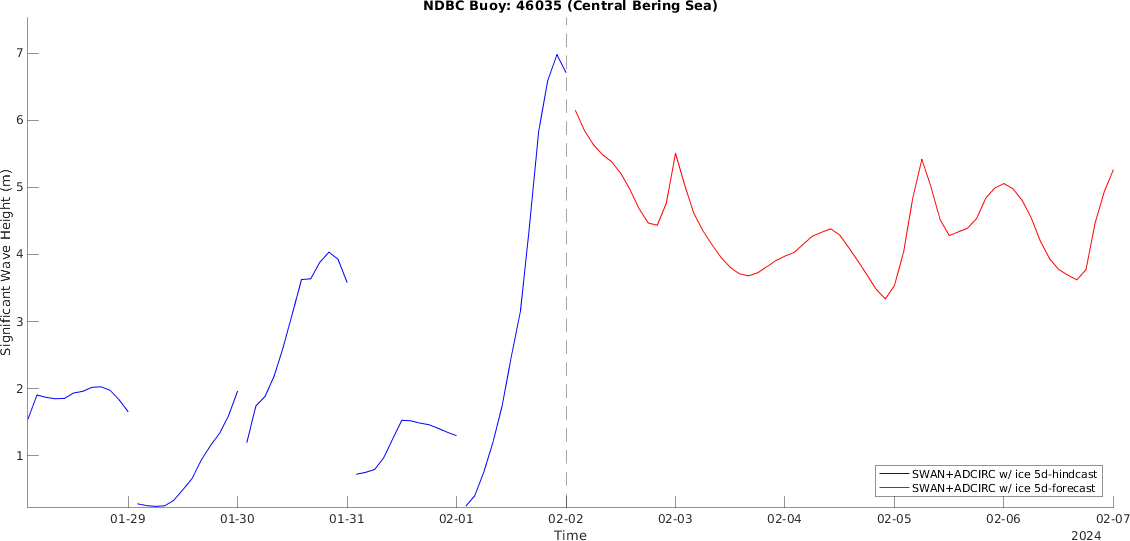 NDBC Buoy: 46035 (Central Bering Sea)
7
6
5
4
3
2
1
Significant Wave Height (m)
SWAN+ADCIRC w/ ice 5d-hindcast
SWAN+ADCIRC w/ ice 5d-forecast
01-29 01-30 01-31 02-01 02-02 02-03 02-04 02-05 02-06 02-07
Time
2024